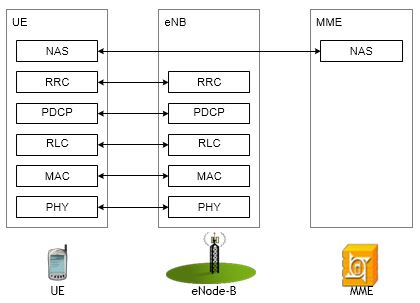 UE eNB MME
NAS NAS
RRC RRC
PDCP PDCP
RLC RLC
MAC MAC
PHY PHY
UE eNode-B MME